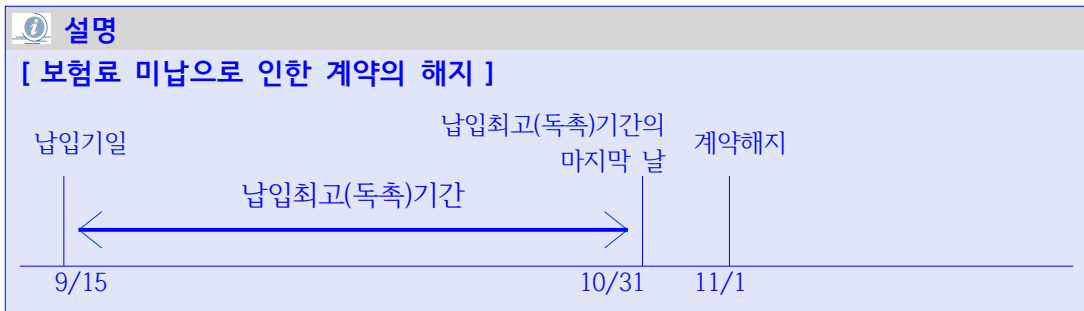 설명
[ 보험료 미납으로 인한 계약의 해지 ]
납입기일
납입최고(독촉)기간의
마지막 날
계약해지
납입최고(독촉)기간
9/15
10/31
11/1